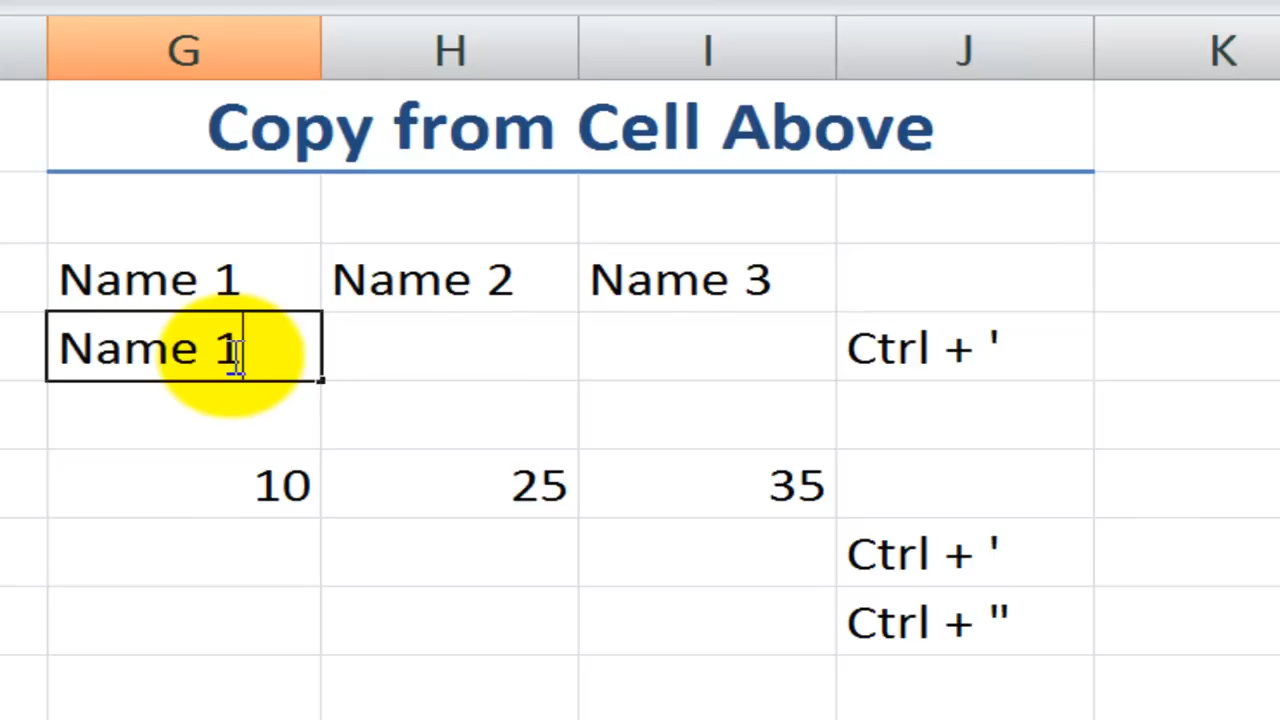 G H I J K
Copy from Cell Above
Name 1 Name 2 Name 3
Name 1 Ctrl + '
10 25 35
Ctrl + '
Ctrl + "